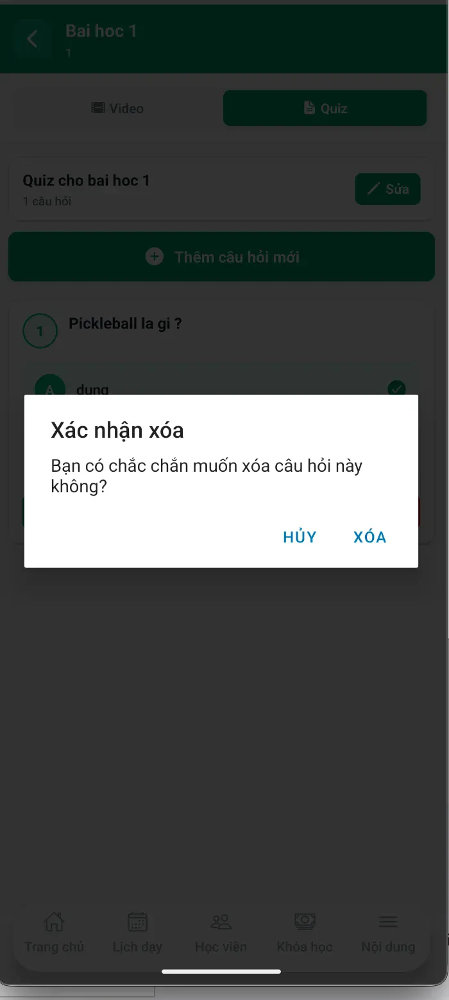 Bai hoc 1
1
Video
Quiz
Quiz cho bai hoc 1
1 câu hỏi
Sửa
Thêm câu hỏi mới
1
Pickleball la gi ?
A
dung
Xác nhận xóa
Bạn có chắc chắn muốn xóa câu hỏi này
không?
HỦY
XÓA
Trang chủ
Lịch dạy
Học viên
Khóa học
Nội dung